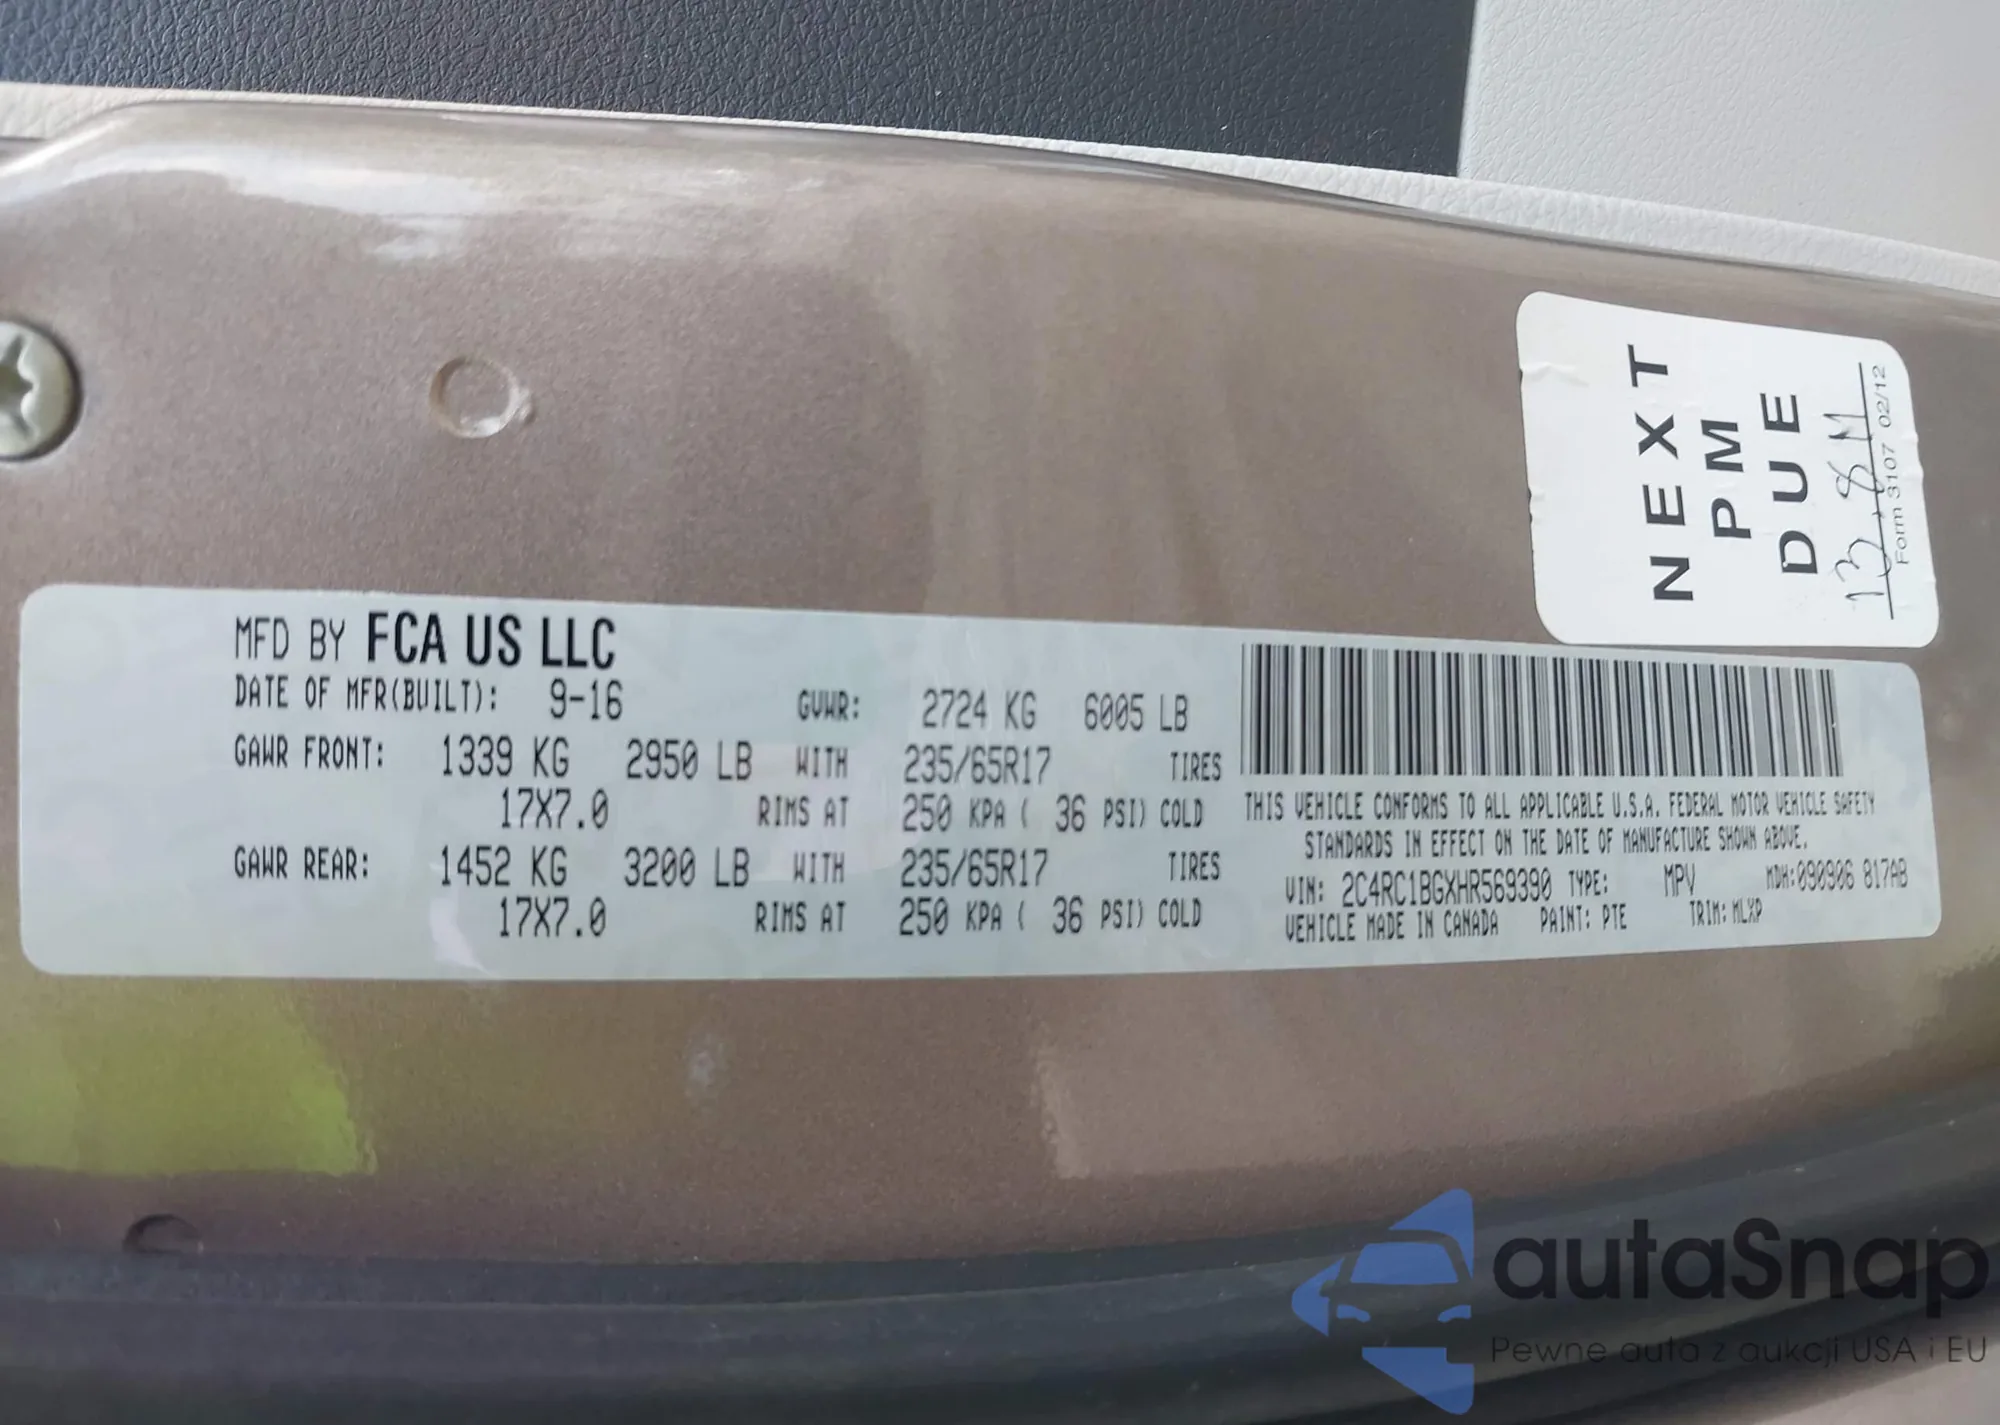 MFD BY FCA US LLC
DATE OF MFR(BUILT): 9-16 GVWR: 2724 KG 6005 LB
GAWR FRONT: 1339 KG 2950 LB WITH 235/65R17 TIRES
17X7.0 RIMS AT 250 KPA ( 36 PSI) COLD
GAWR REAR: 1452 KG 3200 LB WITH 235/65R17 TIRES
17X7.0 RIMS AT 250 KPA ( 36 PSI) COLD
THIS VEHICLE CONFORMS TO ALL APPLICABLE U.S.A. FEDERAL MOTOR VEHICLE SAFETY
STANDARDS IN EFFECT ON THE DATE OF MANUFACTURE SHOWN ABOVE.
VIN: 2C4RC1BGXHR569390 TYPE: MPV MDH:090906 817AB
VEHICLE MADE IN CANADA PAINT: PTE TRIM: MLXP
NEXT
PM
DUE
Form 3107 02/12
autaSnap
Pewne auta z aukcji USA i EU